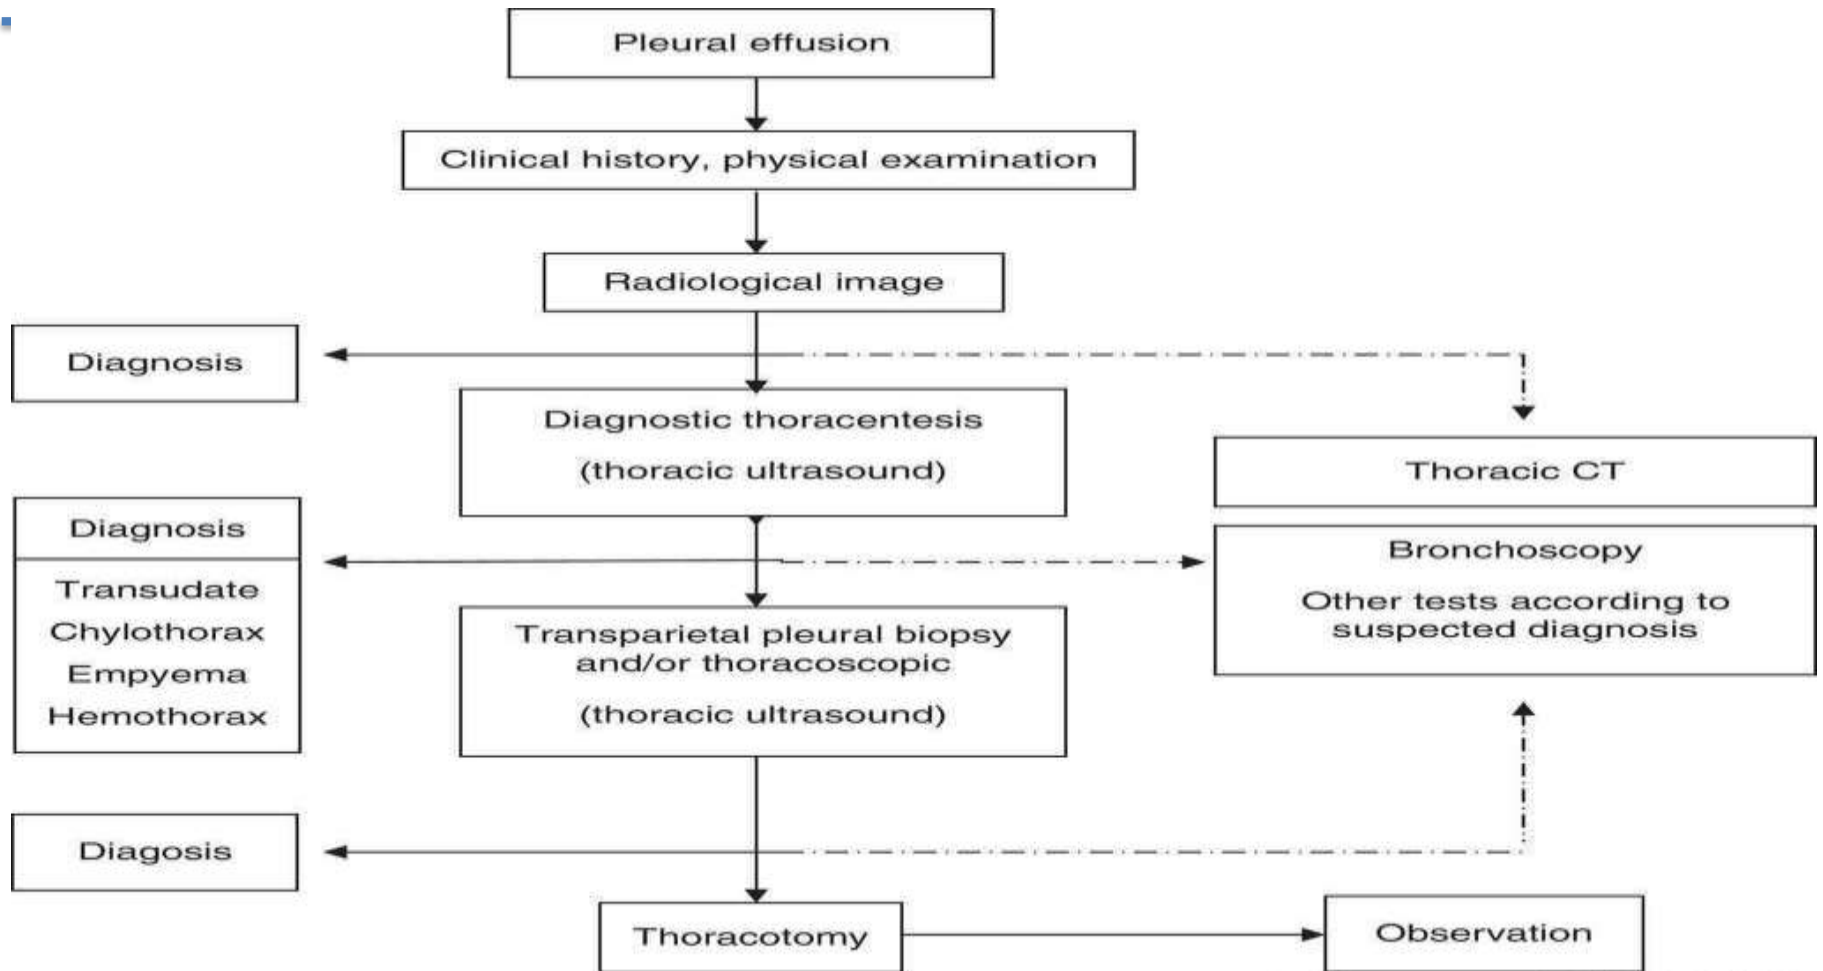 Pleural effusion
Clinical history, physical examination
Radiological image
Diagnosis
Diagnostic thoracentesis
(thoracic ultrasound)
Thoracic CT
Diagnosis
Transudate
Chylothorax
Empyema
Hemothorax
Bronchoscopy
Other tests according to
suspected diagnosis
Transparietal pleural biopsy
and/or thoracoscopic
(thoracic ultrasound)
Diagosis
Thoracotomy
Observation